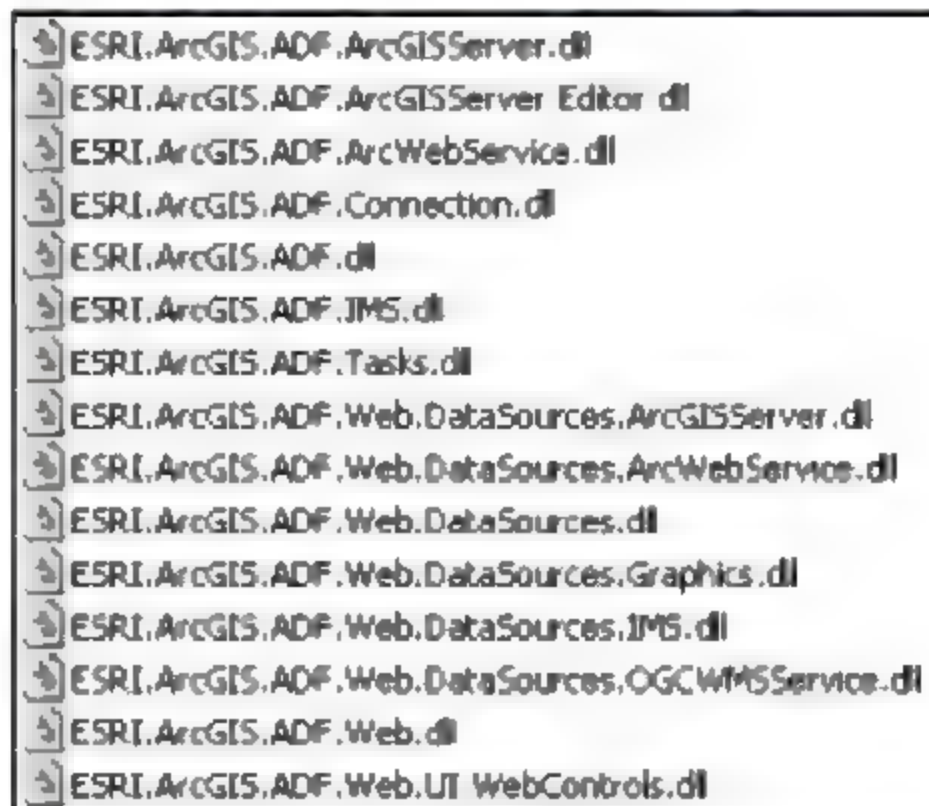 ESRI.ArcGIS.ADF.ArcGISServer.dll
ESRI.ArcGIS.ADF.ArcGISServer Editor dll
ESRI.ArcGIS.ADF.ArcWebService.dll
ESRI.ArcGIS.ADF.Connection.dll
ESRI.ArcGIS.ADF.dll
ESRI.ArcGIS.ADF.IMS.dll
ESRI.ArcGIS.ADF.Tasks.dll
ESRI.ArcGIS.ADF.Web.DataSources.ArcGISServer.dll
ESRI.ArcGIS.ADF.Web.DataSources.ArcWebService.dll
ESRI.ArcGIS.ADF.Web.DataSources.dll
ESRI.ArcGIS.ADF.Web.DataSources.Graphics.dll
ESRI.ArcGIS.ADF.Web.DataSources.IMS.dll
ESRI.ArcGIS.ADF.Web.DataSources.OGCWMSService.dll
ESRI.ArcGIS.ADF.Web.dll
ESRI.ArcGIS.ADF.Web.UI WebControls.dll